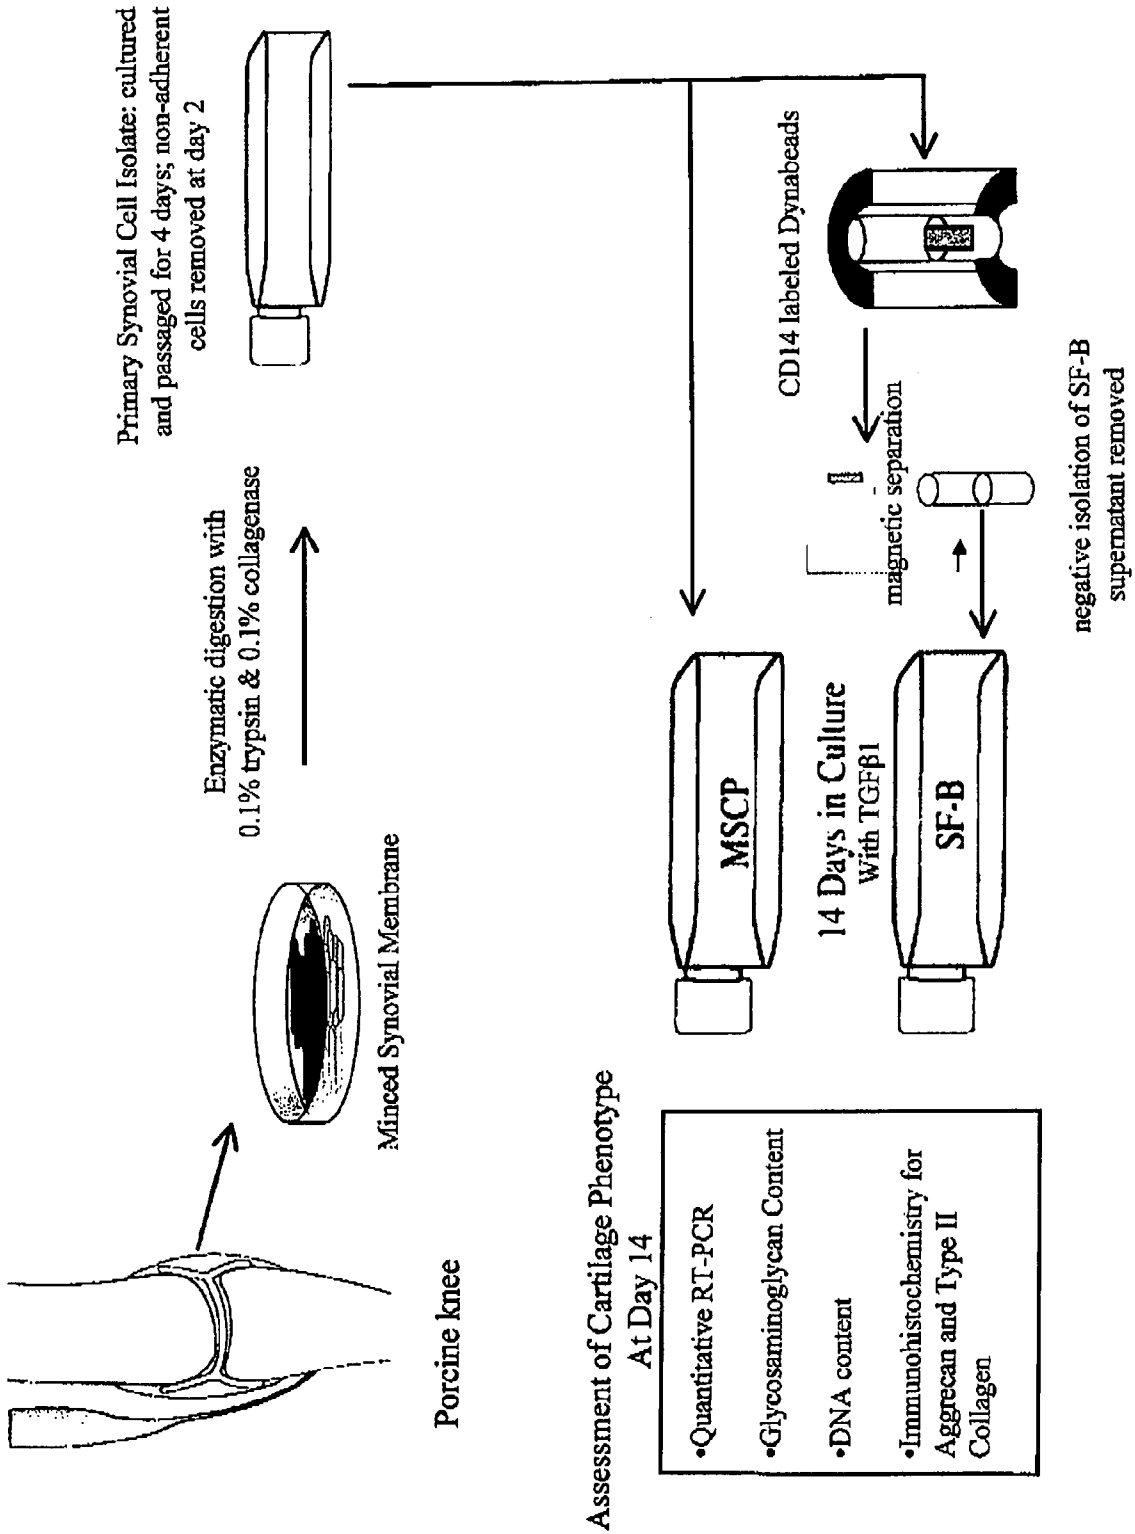 Porcine knee
Minced Synovial Membrane
Enzymatic digestion with
0.1% trypsin & 0.1% collagenase
Primary Synovial Cell Isolate: cultured
and passaged for 4 days; non-adherent
cells removed at day 2
CD14 labeled Dynabeads
magnetic separation
negative isolation of SF-B
supernatant removed
MSCP
14 Days in Culture
With TGFβ1
SF-B
Assessment of Cartilage Phenotype
At Day 14
•Quantitative RT-PCR
•Glycosaminoglycan Content
•DNA content
•Immunohistochemistry for
Aggrecan and Type II
Collagen